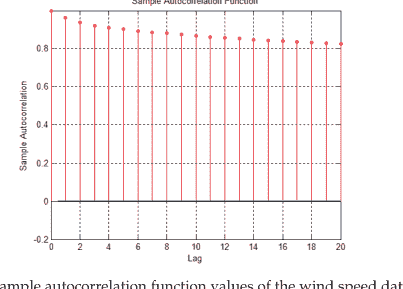 Sample Autocorrelation Function
0.8
0.6
0.4
0.2
0
-0.2
Sample Autocorrelation
0 2 4 6 8 10 12 14 16 18 20
Lag
ample autocorrelation function values of the wind speed dat